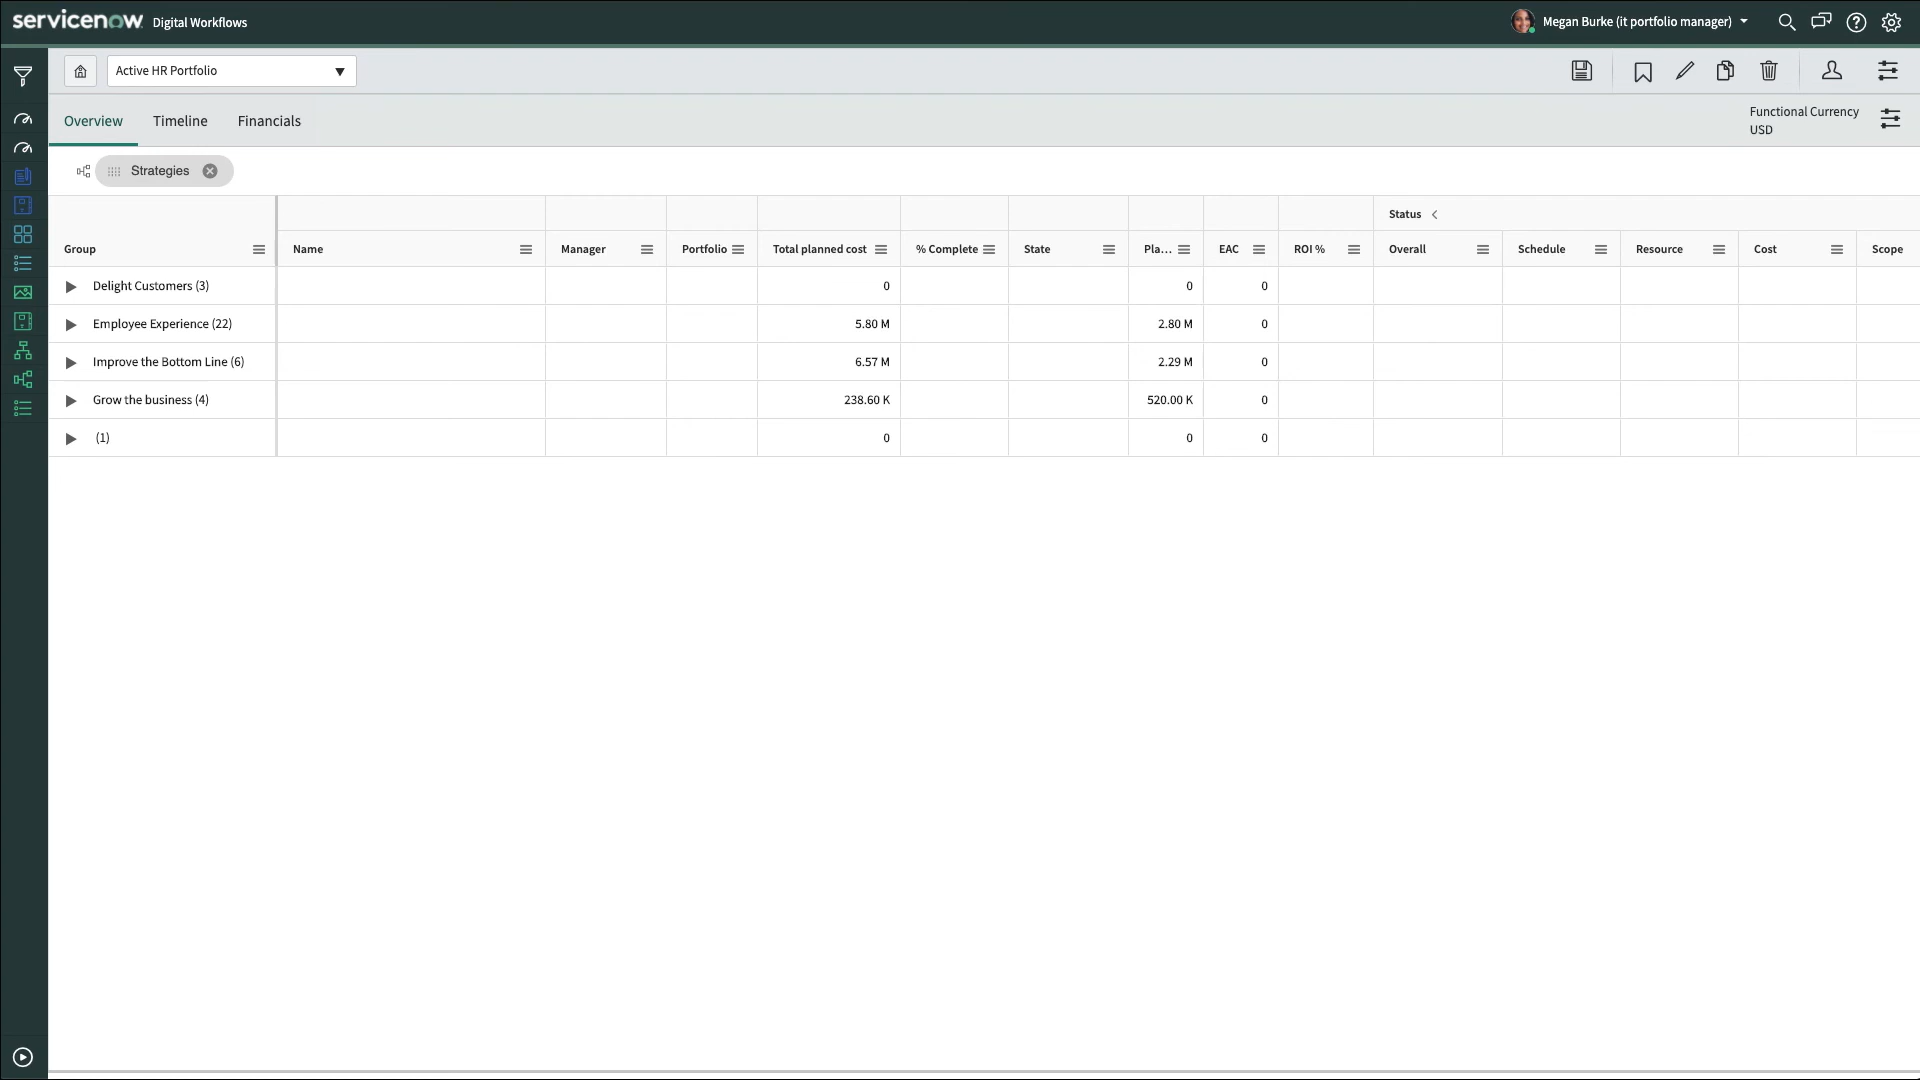 servicenow Digital Workflows
Megan Burke (it portfolio manager)
Active HR Portfolio
Overview Timeline Financials
Functional Currency
USD
Strategies
Status
Group Name Manager Portfolio Total planned cost % Complete State Pla... EAC ROI % Overall Schedule Resource Cost Scope
Delight Customers (3) 0 0 0
Employee Experience (22) 5.80 M 2.80 M 0
Improve the Bottom Line (6) 6.57 M 2.29 M 0
Grow the business (4) 238.60 K 520.00 K 0
(1) 0 0 0